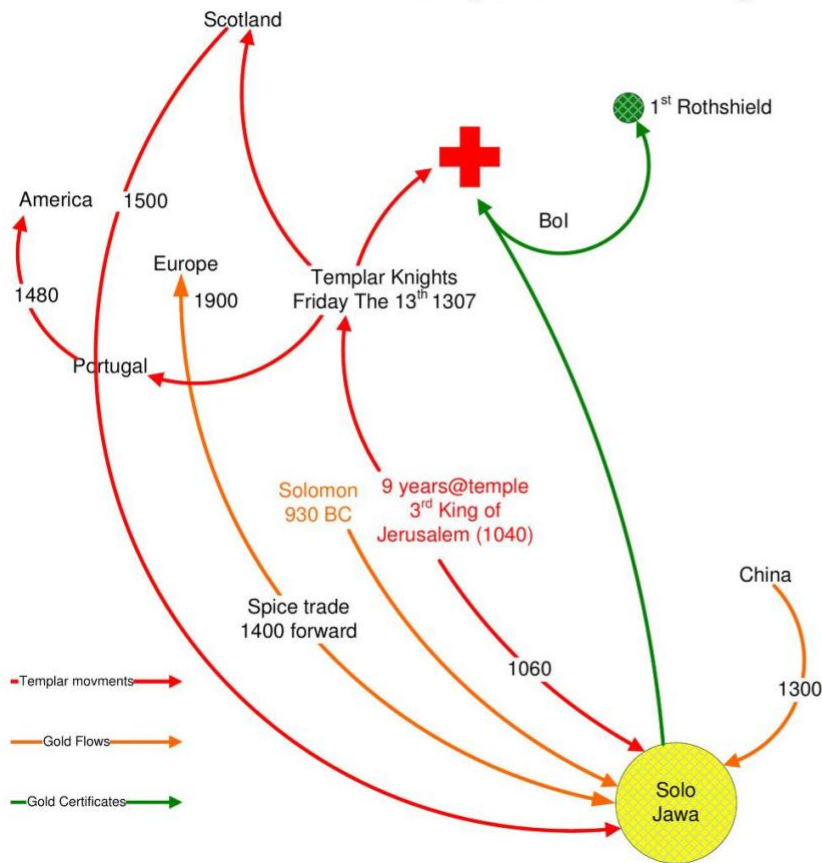 Scotland
1st Rothshield
America
1500
BoI
Europe
Templar Knights
Friday The 13th 1307
1480
1900
Portugal
Solomon
930 BC
9 years@temple
3rd King of
Jerusalem (1040)
China
Spice trade
1400 forward
1060
1300
Templar movments
Gold Flows
Gold Certificates
Solo
Jawa